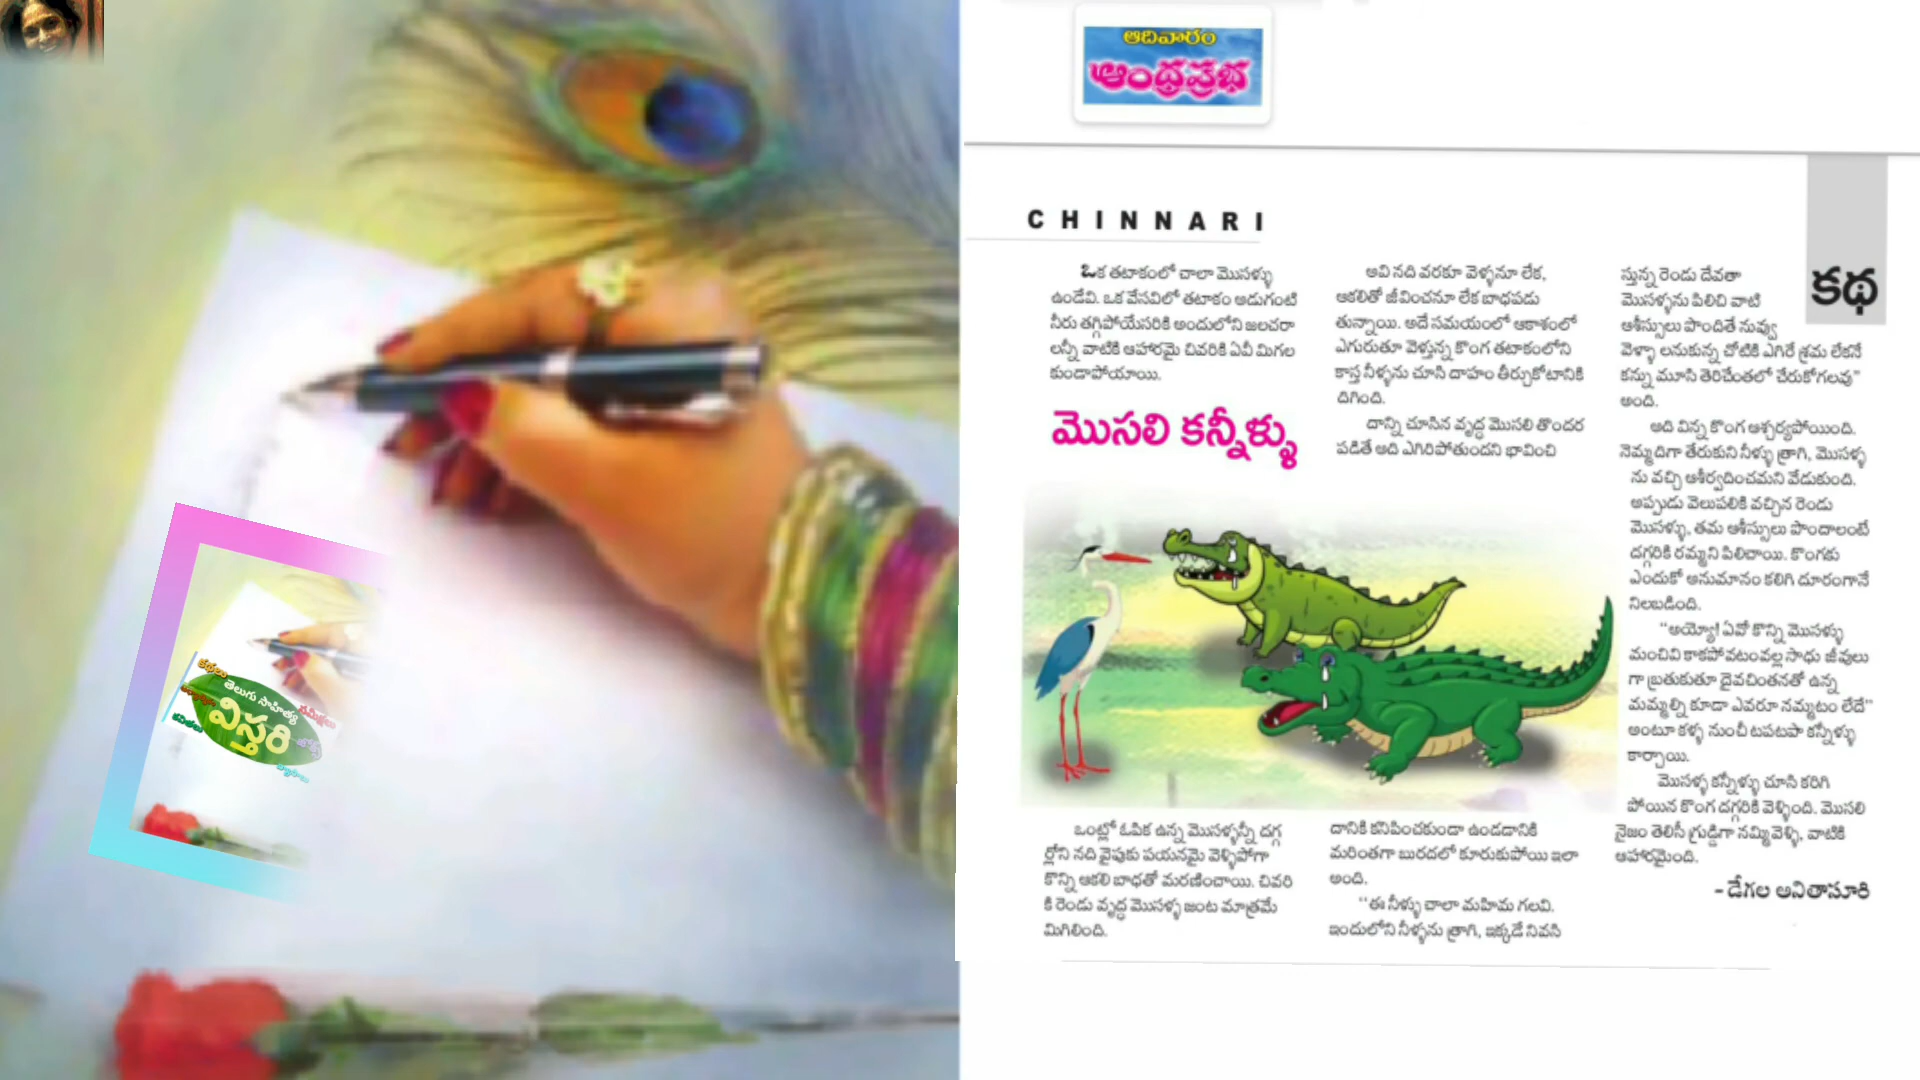 ఆదివారం
ఆంధ్రప్రభ
CHINNARI
కథ
ఒక తటాకంలో చాలా మొసళ్ళు
ఉండేవి. ఒక వేసవిలో తటాకం అడుగంటి
నీరు తగ్గిపోయేసరికి అందులోని జలచరా
లన్నీ వాటికి ఆహారమై చివరికి ఏవీ మిగల
కుండాపోయాయి.
మొసలి కన్నీళ్ళు
ఒంట్లో ఓపిక ఉన్న మొసళ్ళన్నీ దగ్గ
ర్లోని నది వైపుకు పయనమై వెళ్ళిపోగా
కొన్ని ఆకలి బాధతో మరణించాయి. చివరి
కి రెండు వృద్ధ మొసళ్ళ జంట మాత్రమే
మిగిలింది.
అవి నది వరకూ వెళ్ళనూ లేక,
ఆకలితో జీవించనూ లేక బాధపడు
తున్నాయి. అదే సమయంలో ఆకాశంలో
ఎగురుతూ వెళ్తున్న కొంగ తటాకంలోని
కాస్త నీళ్ళను చూసి దాహం తీర్చుకోటానికి
దిగింది.
దాన్ని చూసిన వృద్ధ మొసలి తొందర
పడితే అది ఎగిరిపోతుందని భావించి
దానికి కనిపించకుండా ఉండడానికి
మరింతగా బురదలో కూరుకుపోయి ఇలా
అంది.
“ఈ నీళ్ళు చాలా మహిమ గలవి.
ఇందులోని నీళ్ళను త్రాగి, ఇక్కడే నివసి
స్తున్న రెండు దేవతా
మొసళ్ళను పిలిచి వాటి
ఆశీస్సులు పొందితే నువ్వు
వెళ్ళా లనుకున్న చోటికి ఎగిరే శ్రమ లేకనే
కన్ను మూసి తెరిచేంతలో చేరుకోగలవు”
అంది.
అది విన్న కొంగ ఆశ్చర్యపోయింది.
నెమ్మదిగా తేరుకుని నీళ్ళు త్రాగి, మొసళ్ళ
ను వచ్చి ఆశీర్వదించమని వేడుకుంది.
అప్పుడు వెలుపలికి వచ్చిన రెండు
మొసళ్ళు, తమ ఆశీస్సులు పొందాలంటే
దగ్గరికి రమ్మని పిలిచాయి. కొంగకు
ఎందుకో అనుమానం కలిగి దూరంగానే
నిలబడింది.
“అయ్యో! ఏవో కొన్ని మొసళ్ళు
మంచివి కాకపోవటంవల్ల సాధు జీవులు
గా బ్రతుకుతూ దైవచింతనతో ఉన్న
మమ్మల్ని కూడా ఎవరూ నమ్మటం లేదే”
అంటూ కళ్ళ నుంచీ టపటపా కన్నీళ్ళు
కార్చాయి.
మొసళ్ళ కన్నీళ్ళు చూసి కరిగి
పోయిన కొంగ దగ్గరికి వెళ్ళింది. మొసలి
నైజం తెలిసీ గ్రుడ్డిగా నమ్మి వెళ్ళి, వాటికి
ఆహారమైంది.
- డేగల అనితాసూరి
కథలు
తెలుగు సాహిత్య
విస్తరి
సమీక్షలు
కవితలు